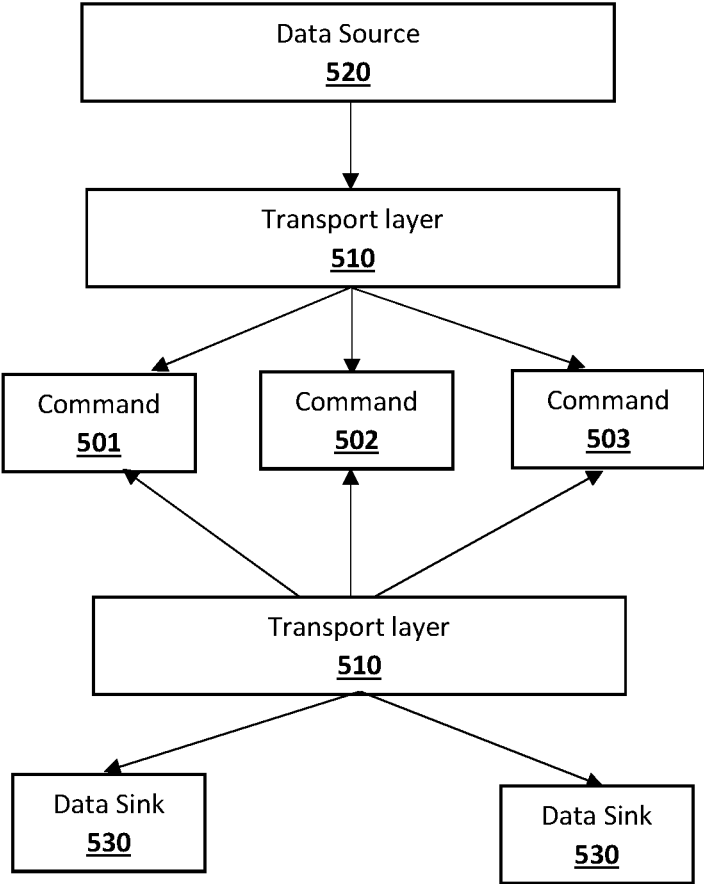 Data Source
520
Transport layer
510
Command
501
Command
502
Command
503
Transport layer
510
Data Sink
530
Data Sink
530